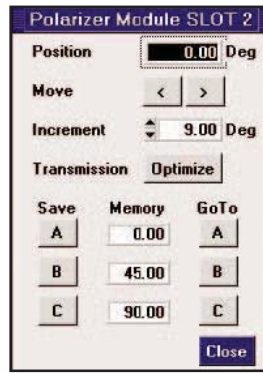 Polarizer Module SLOT 2
Position 0.00 Deg
Move < >
Increment 9.00 Deg
Transmission Optimize
Save Memory GoTo
A 0.00 A
B 45.00 B
C 90.00 C
Close